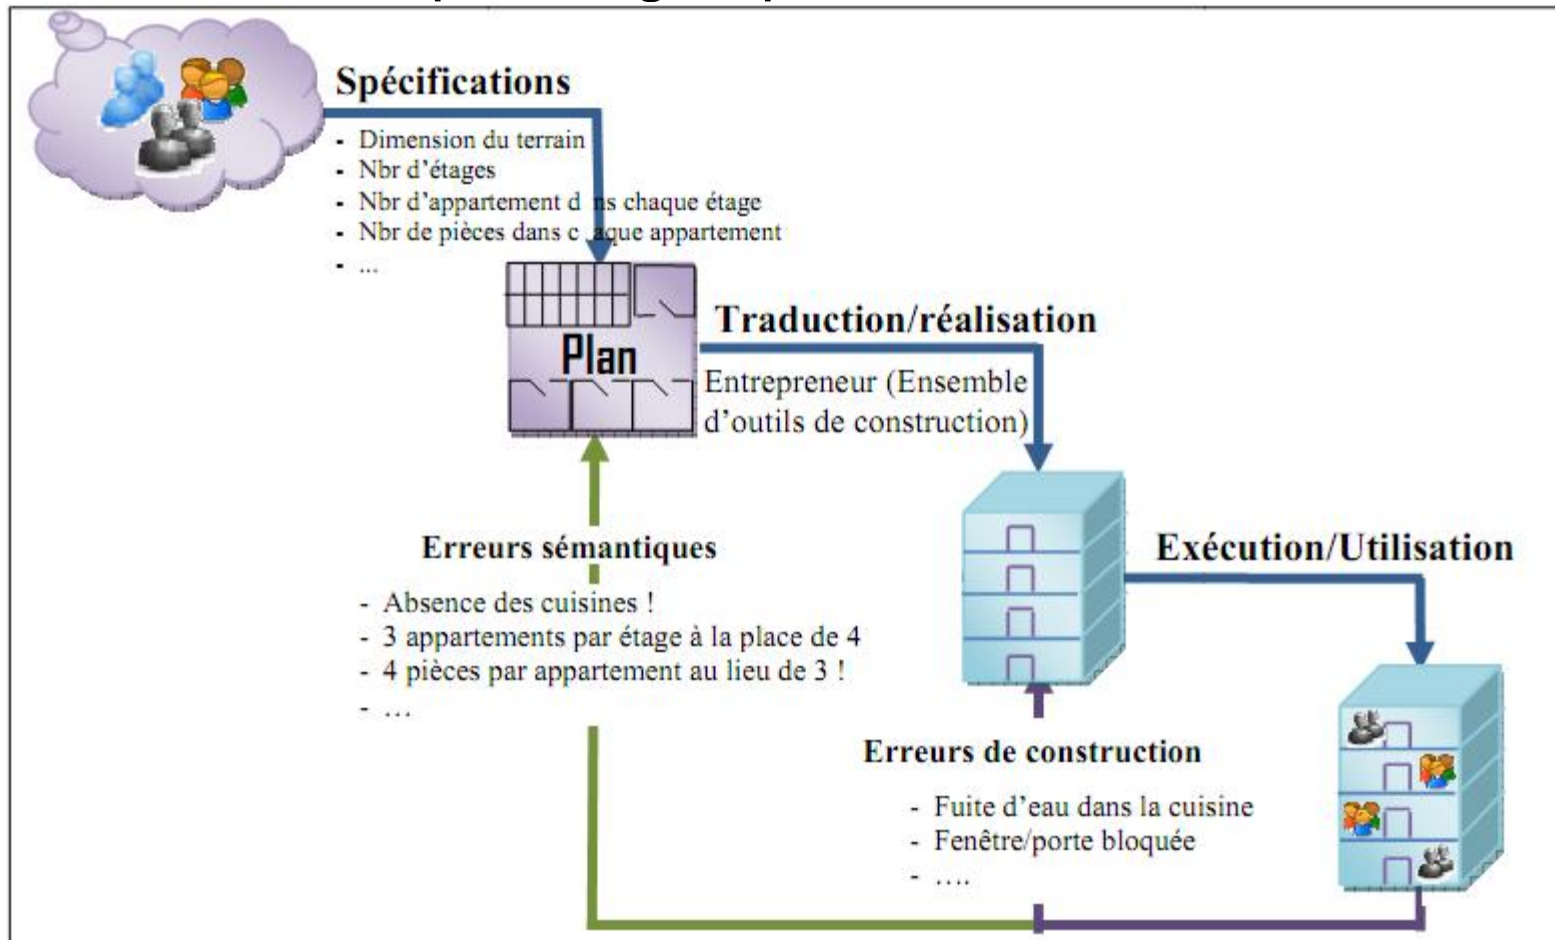 Spécifications
- Dimension du terrain
- Nbr d'étages
- Nbr d'appartement d ns chaque étage
- Nbr de pièces dans c aque appartement
- ...
Plan
Traduction/réalisation
Entrepreneur (Ensemble
d'outils de construction)
Erreurs sémantiques
- Absence des cuisines !
- 3 appartements par étage à la place de 4
- 4 pièces par appartement au lieu de 3 !
- …
Exécution/Utilisation
Erreurs de construction
- Fuite d'eau dans la cuisine
- Fenêtre/porte bloquée
- ….